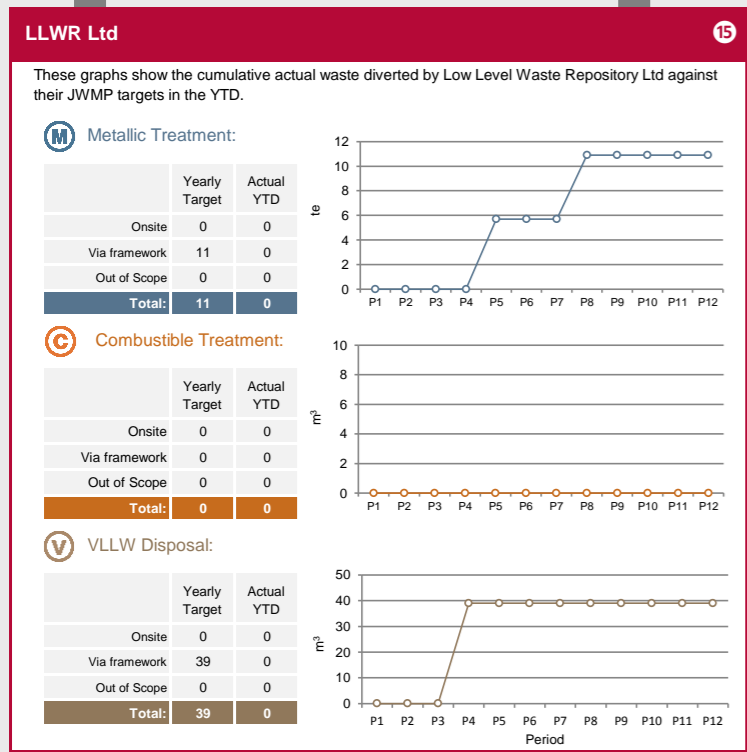 LLWR Ltd
15
These graphs show the cumulative actual waste diverted by Low Level Waste Repository Ltd against
their JWMP targets in the YTD.
M Metallic Treatment:
Yearly Target Actual YTD
Onsite 0 0
Via framework 11 0
Out of Scope 0 0
Total: 11 0
12
10
8
6
4
2
0
te
P1 P2 P3 P4 P5 P6 P7 P8 P9 P10 P11 P12
C Combustible Treatment:
Yearly Target Actual YTD
Onsite 0 0
Via framework 0 0
Out of Scope 0 0
Total: 0 0
10
8
6
4
2
0
m³
P1 P2 P3 P4 P5 P6 P7 P8 P9 P10 P11 P12
V VLLW Disposal:
Yearly Target Actual YTD
Onsite 0 0
Via framework 39 0
Out of Scope 0 0
Total: 39 0
50
40
30
20
10
0
m³
P1 P2 P3 P4 P5 P6 P7 P8 P9 P10 P11 P12
Period